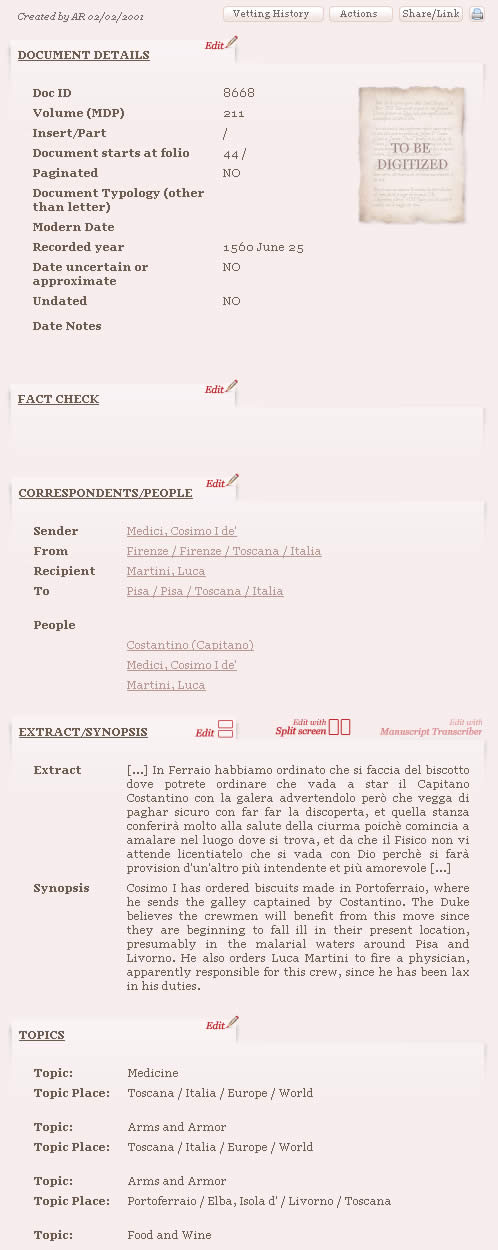 Created by AR 02/02/2001
Vetting History
Actions
Share/Link
DOCUMENT DETAILS
Edit
Doc ID 8668
Volume (MDP) 211
Insert/Part /
Document starts at folio 44 /
Paginated NO
Document Typology (other
than letter)
Modern Date
Recorded year 1560 June 25
Date uncertain or
approximate NO
Undated NO
Date Notes
TO BE
DIGITIZED
FACT CHECK
Edit
CORRESPONDENTS/PEOPLE
Edit
Sender Medici, Cosimo I de'
From Firenze / Firenze / Toscana / Italia
Recipient Martini, Luca
To Pisa / Pisa / Toscana / Italia
People
Costantino (Capitano)
Medici, Cosimo I de'
Martini, Luca
EXTRACT/SYNOPSIS
Edit
Edit with
Split screen
Edit with
Manuscript Transcriber
Extract [...] In Ferraio habbiamo ordinato che si faccia del biscotto
dove potrete ordinare che vada a star il Capitano
Costantino con la galera advertendolo però che vegga di
paghar sicuro con far far la discoperta, et quella stanza
conferirà molto alla salute della ciurma poichè comincia a
amalare nel luogo dove si trova, et da che il Fisico non vi
attende licentiatelo che si vada con Dio perchè si farà
provision d'un'altro più intendente et più amorevole [...]
Synopsis Cosimo I has ordered biscuits made in Portoferraio, where
he sends the galley captained by Costantino. The Duke
believes the crewmen will benefit from this move since
they are beginning to fall ill in their present location,
presumably in the malarial waters around Pisa and
Livorno. He also orders Luca Martini to fire a physician,
apparently responsible for this crew, since he has been lax
in his duties.
TOPICS
Edit
Topic: Medicine
Topic Place: Toscana / Italia / Europe / World
Topic: Arms and Armor
Topic Place: Toscana / Italia / Europe / World
Topic: Arms and Armor
Topic Place: Portoferraio / Elba, Isola d' / Livorno / Toscana
Topic: Food and Wine